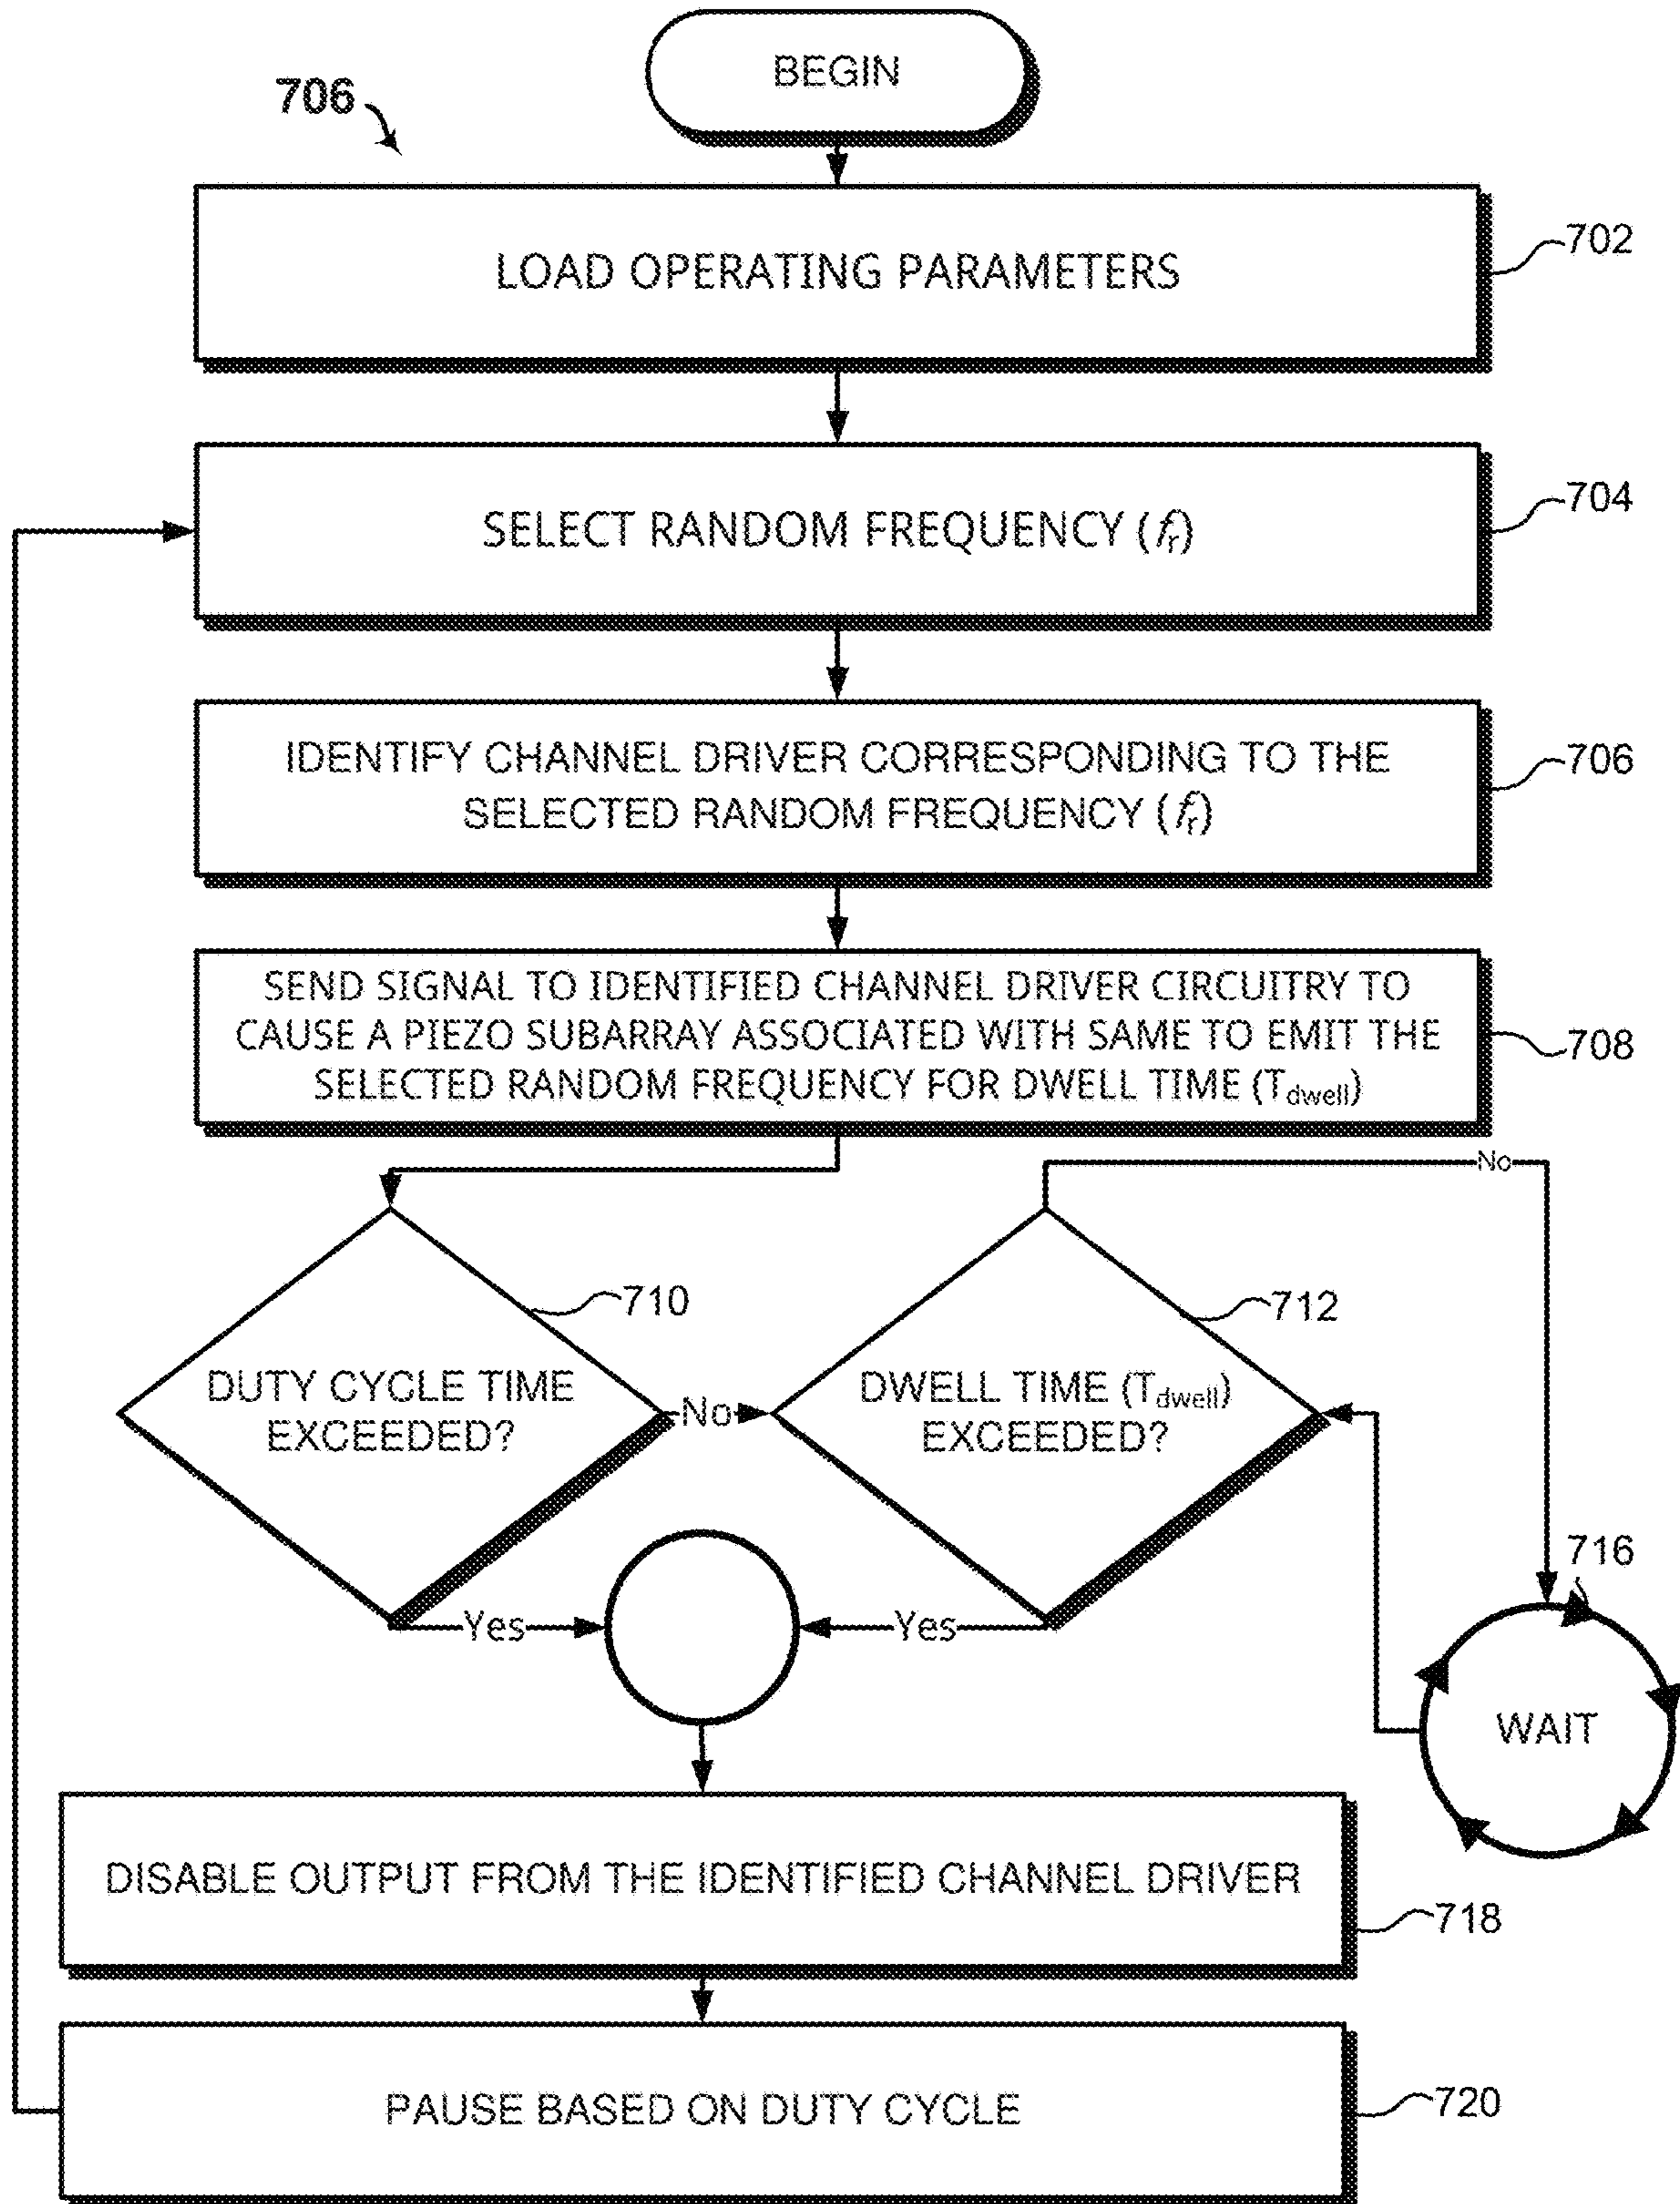 BEGIN
706
LOAD OPERATING PARAMETERS
702
SELECT RANDOM FREQUENCY (fr)
704
IDENTIFY CHANNEL DRIVER CORRESPONDING TO THE
SELECTED RANDOM FREQUENCY (fr)
706
SEND SIGNAL TO IDENTIFIED CHANNEL DRIVER CIRCUITRY TO
CAUSE A PIEZO SUBARRAY ASSOCIATED WITH SAME TO EMIT THE
SELECTED RANDOM FREQUENCY FOR DWELL TIME (Tdwell)
708
No
710
712
DUTY CYCLE TIME
EXCEEDED?
No
DWELL TIME (Tdwell)
EXCEEDED?
716
Yes
Yes
WAIT
DISABLE OUTPUT FROM THE IDENTIFIED CHANNEL DRIVER
718
PAUSE BASED ON DUTY CYCLE
720